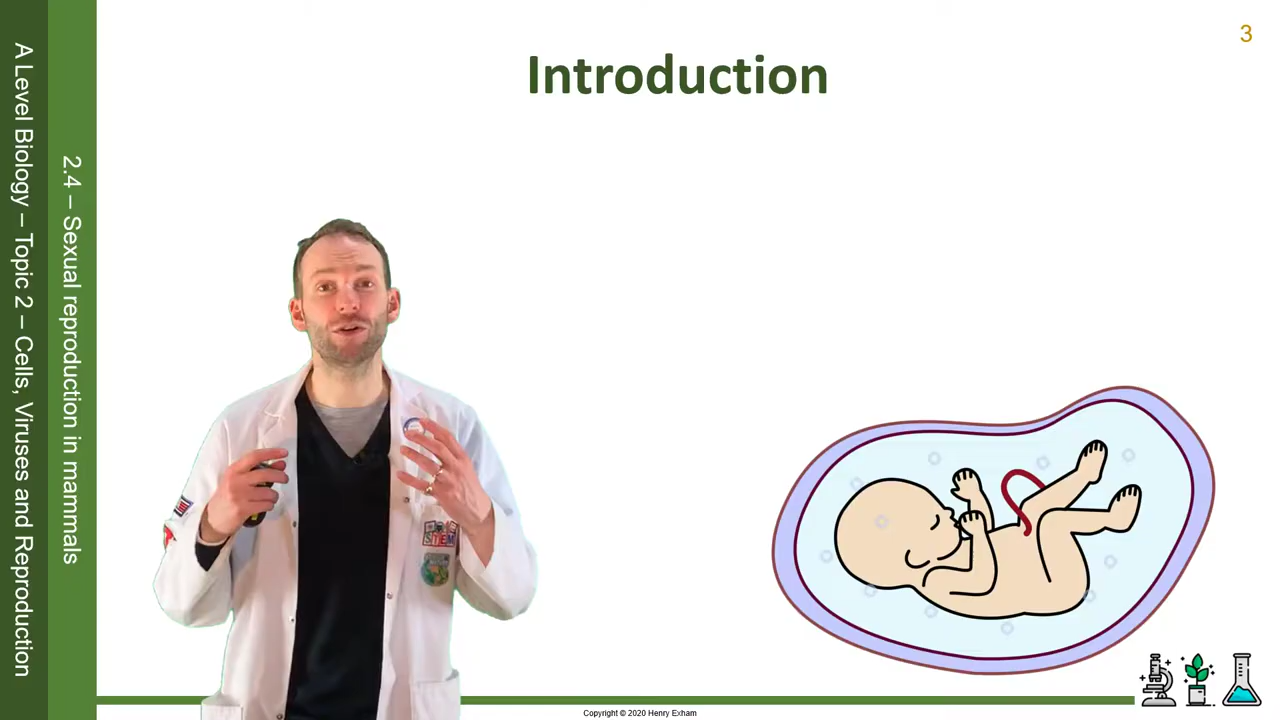 3
Introduction
A Level Biology – Topic 2 – Cells, Viruses and Reproduction
2.4 – Sexual reproduction in mammals
STEM
Copyright © 2020 Henry Exham